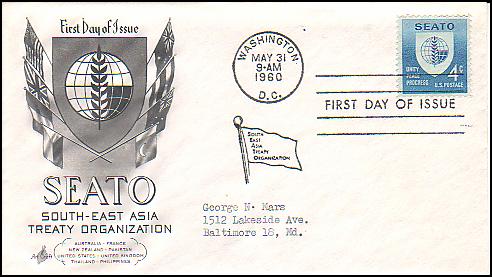 First Day of Issue
SEATO
SOUTH-EAST ASIA
TREATY ORGANIZATION
AUSTRALIA - FRANCE
NEW ZEALAND - PAKISTAN
UNITED STATES - UNITED KINGDOM
THAILAND - PHILIPPINES
WASHINGTON
MAY 31
9-AM
1960
D.C.
SOUTH
EAST
ASIA
TREATY
ORGANIZATION
SEATO
UNITY
PEACE
PROGRESS
4c
U.S. POSTAGE
FIRST DAY OF ISSUE
George N. Mars
1512 Lakeside Ave.
Baltimore 18, Md.